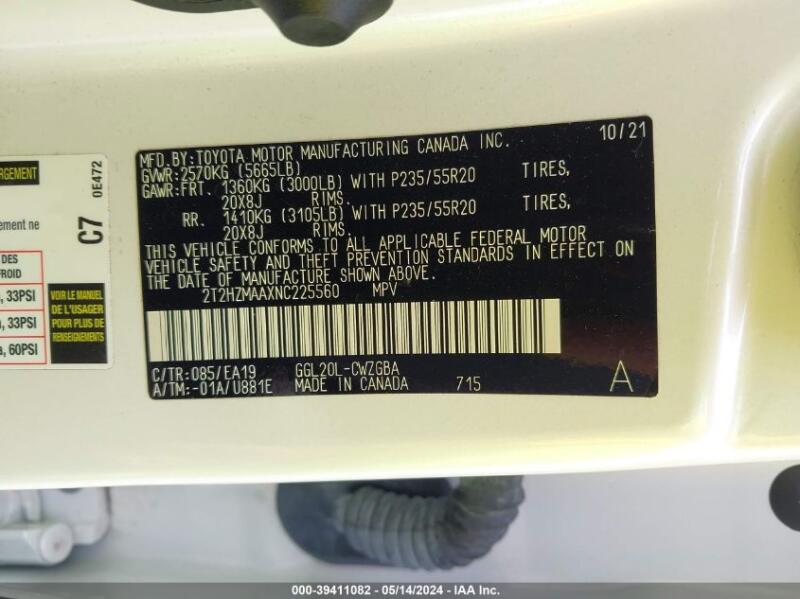 MFD.BY:TOYOTA MOTOR MANUFACTURING CANADA INC. 10/21
GVWR:2570KG (5665LB)
GAWR:FRT. 1360KG (3000LB) WITH P235/55R20 TIRES,
20X8J RIMS.
RR. 1410KG (3105LB) WITH P235/55R20 TIRES,
20X8J RIMS.
THIS VEHICLE CONFORMS TO ALL APPLICABLE FEDERAL MOTOR
VEHICLE SAFETY AND THEFT PREVENTION STANDARDS IN EFFECT ON
THE DATE OF MANUFACTURE SHOWN ABOVE.
2T2HZMAAXNC225560 MPV
C/TR:085/EA19 GGL20L-CWZGBA
A/TM:-01A/U881E MADE IN CANADA 715 A
ARGEMENT
ement ne
C7
0E472
DES
FROID
, 33PSI
, 33PSI
a, 60PSI
VOIR LE MANUEL
DE L'USAGER
POUR PLUS DE
RENSEIGNEMENTS
000-39411082 - 05/14/2024 - IAA Inc.